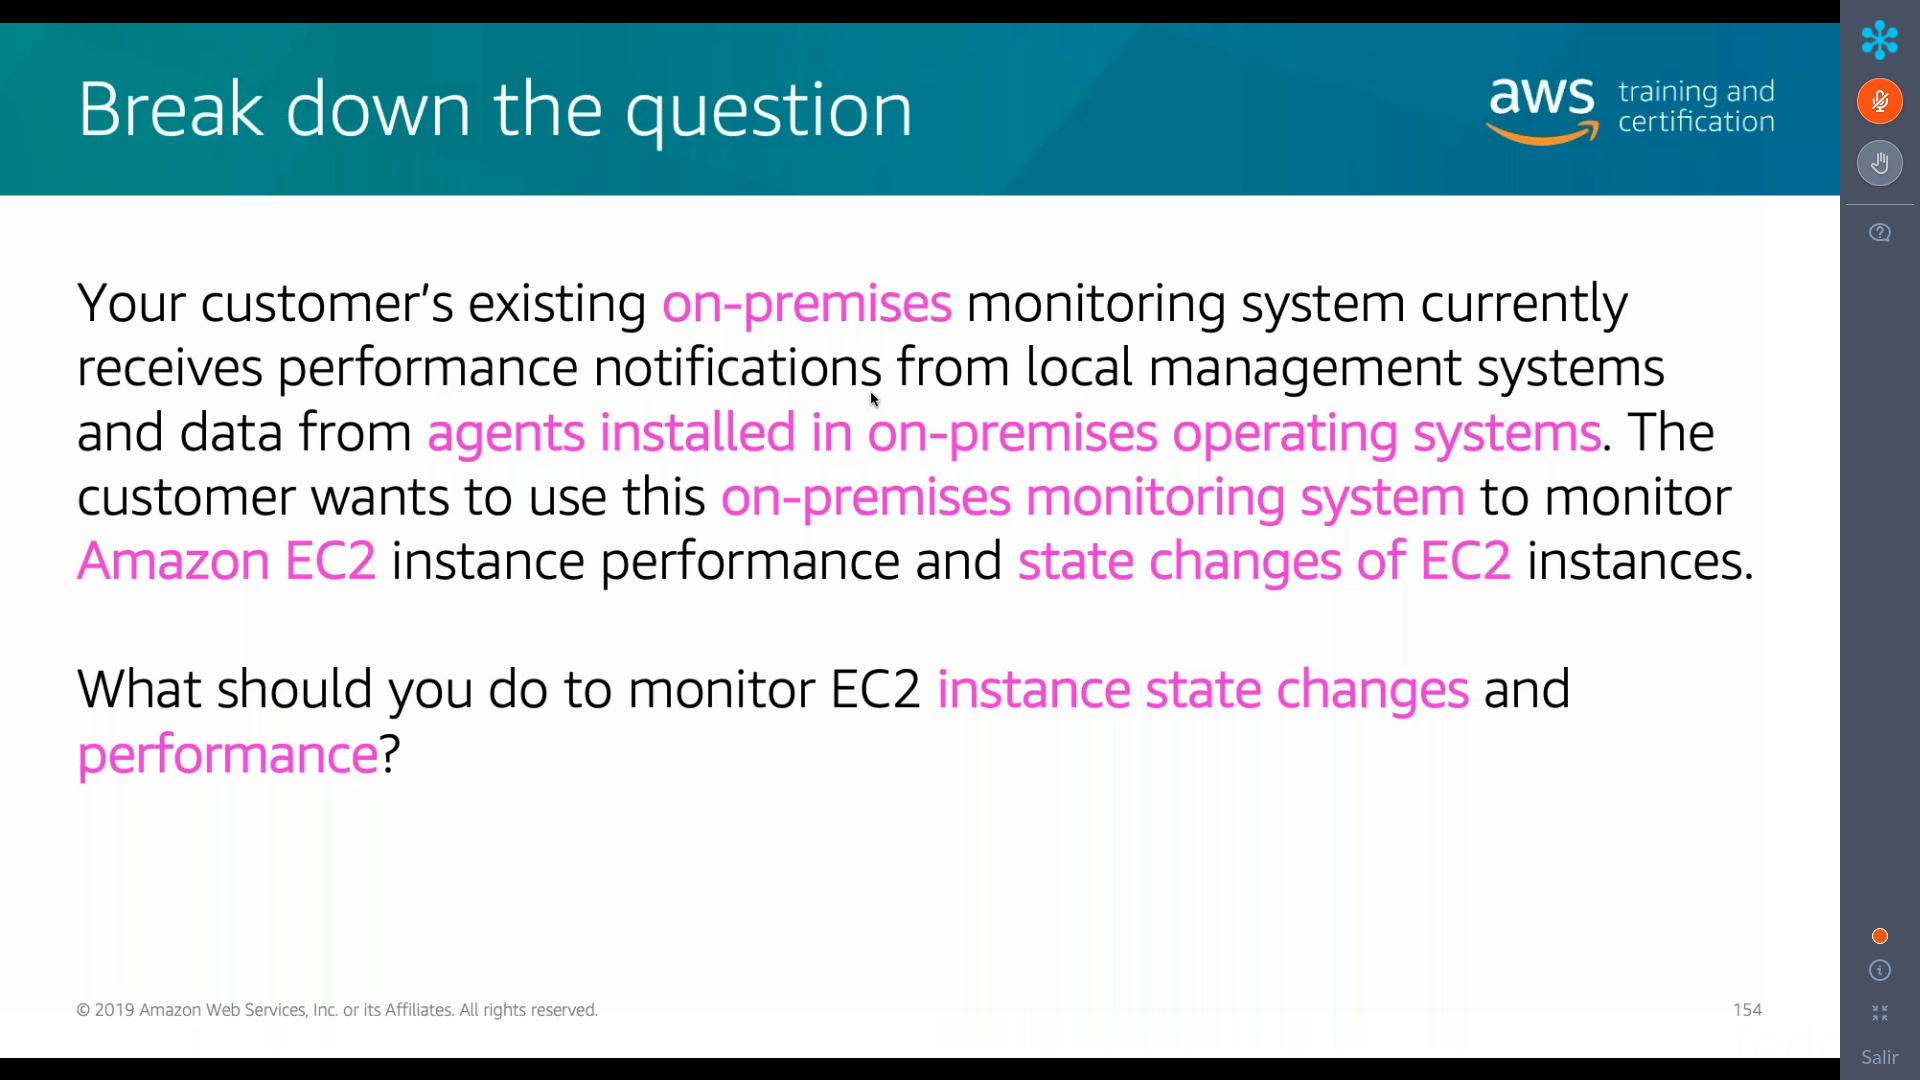 Break down the question
aws training and
certification
Your customer’s existing on-premises monitoring system currently
receives performance notifications from local management systems
and data from agents installed in on-premises operating systems. The
customer wants to use this on-premises monitoring system to monitor
Amazon EC2 instance performance and state changes of EC2 instances.
What should you do to monitor EC2 instance state changes and
performance?
© 2019 Amazon Web Services, Inc. or its Affiliates. All rights reserved.
154
Salir